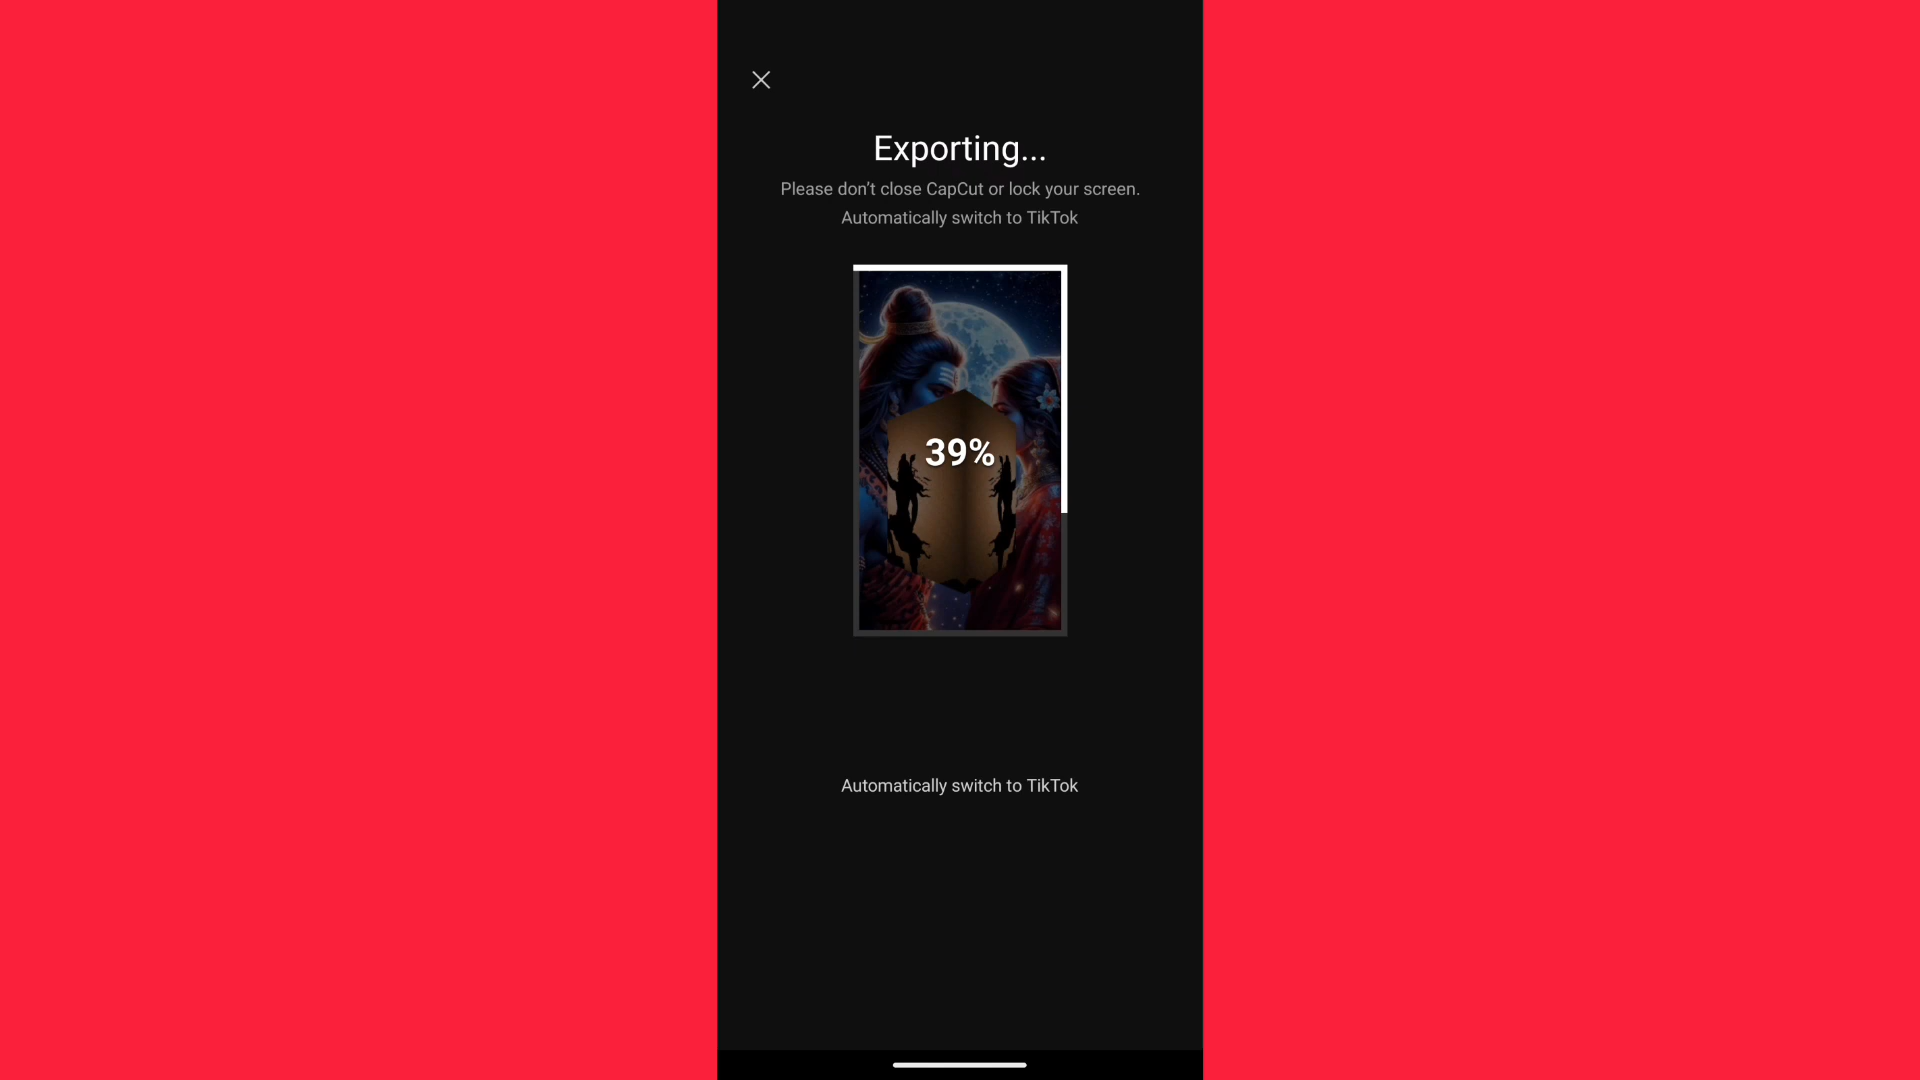 Exporting...
Please don't close CapCut or lock your screen.
Automatically switch to TikTok
39%
Automatically switch to TikTok